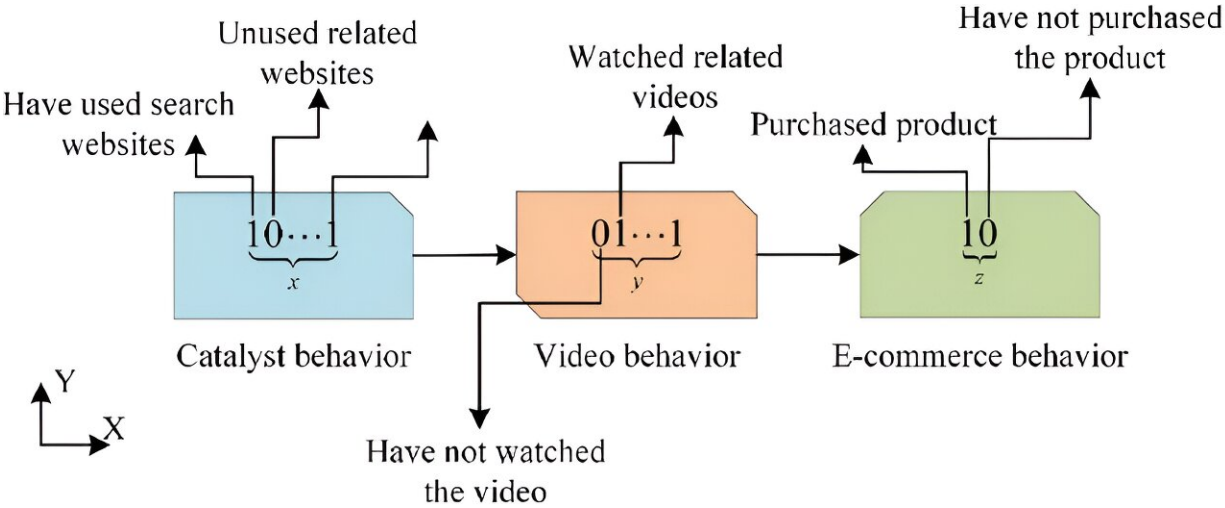 Have used search
websites
Unused related
websites
Watched related
videos
Purchased product
Have not purchased
the product
10···1
x
01···1
y
10
z
Catalyst behavior
Video behavior
E-commerce behavior
Have not watched
the video
Y
X